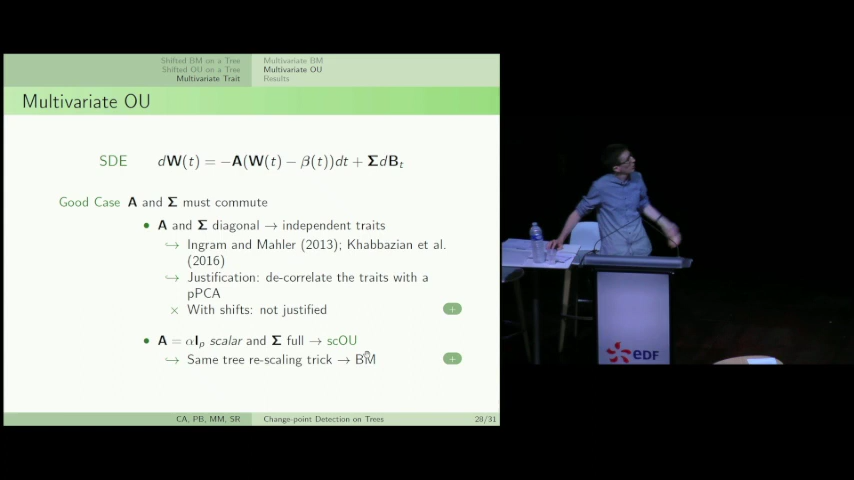 Shifted BM on a Tree
Shifted OU on a Tree
Multivariate Trait
Multivariate BM
Multivariate OU
Results
Multivariate OU
SDE dW(t) = −A(W(t) − β(t))dt + ΣdB_t
Good Case A and Σ must commute
• A and Σ diagonal → independent traits
↪ Ingram and Mahler (2013); Khabbazian et al.
(2016)
↪ Justification: de-correlate the traits with a
pPCA
× With shifts: not justified +
• A = αI_p scalar and Σ full → scOU
↪ Same tree re-scaling trick → BM +
CA, PB, MM, SR Change-point Detection on Trees 28/31
eDF